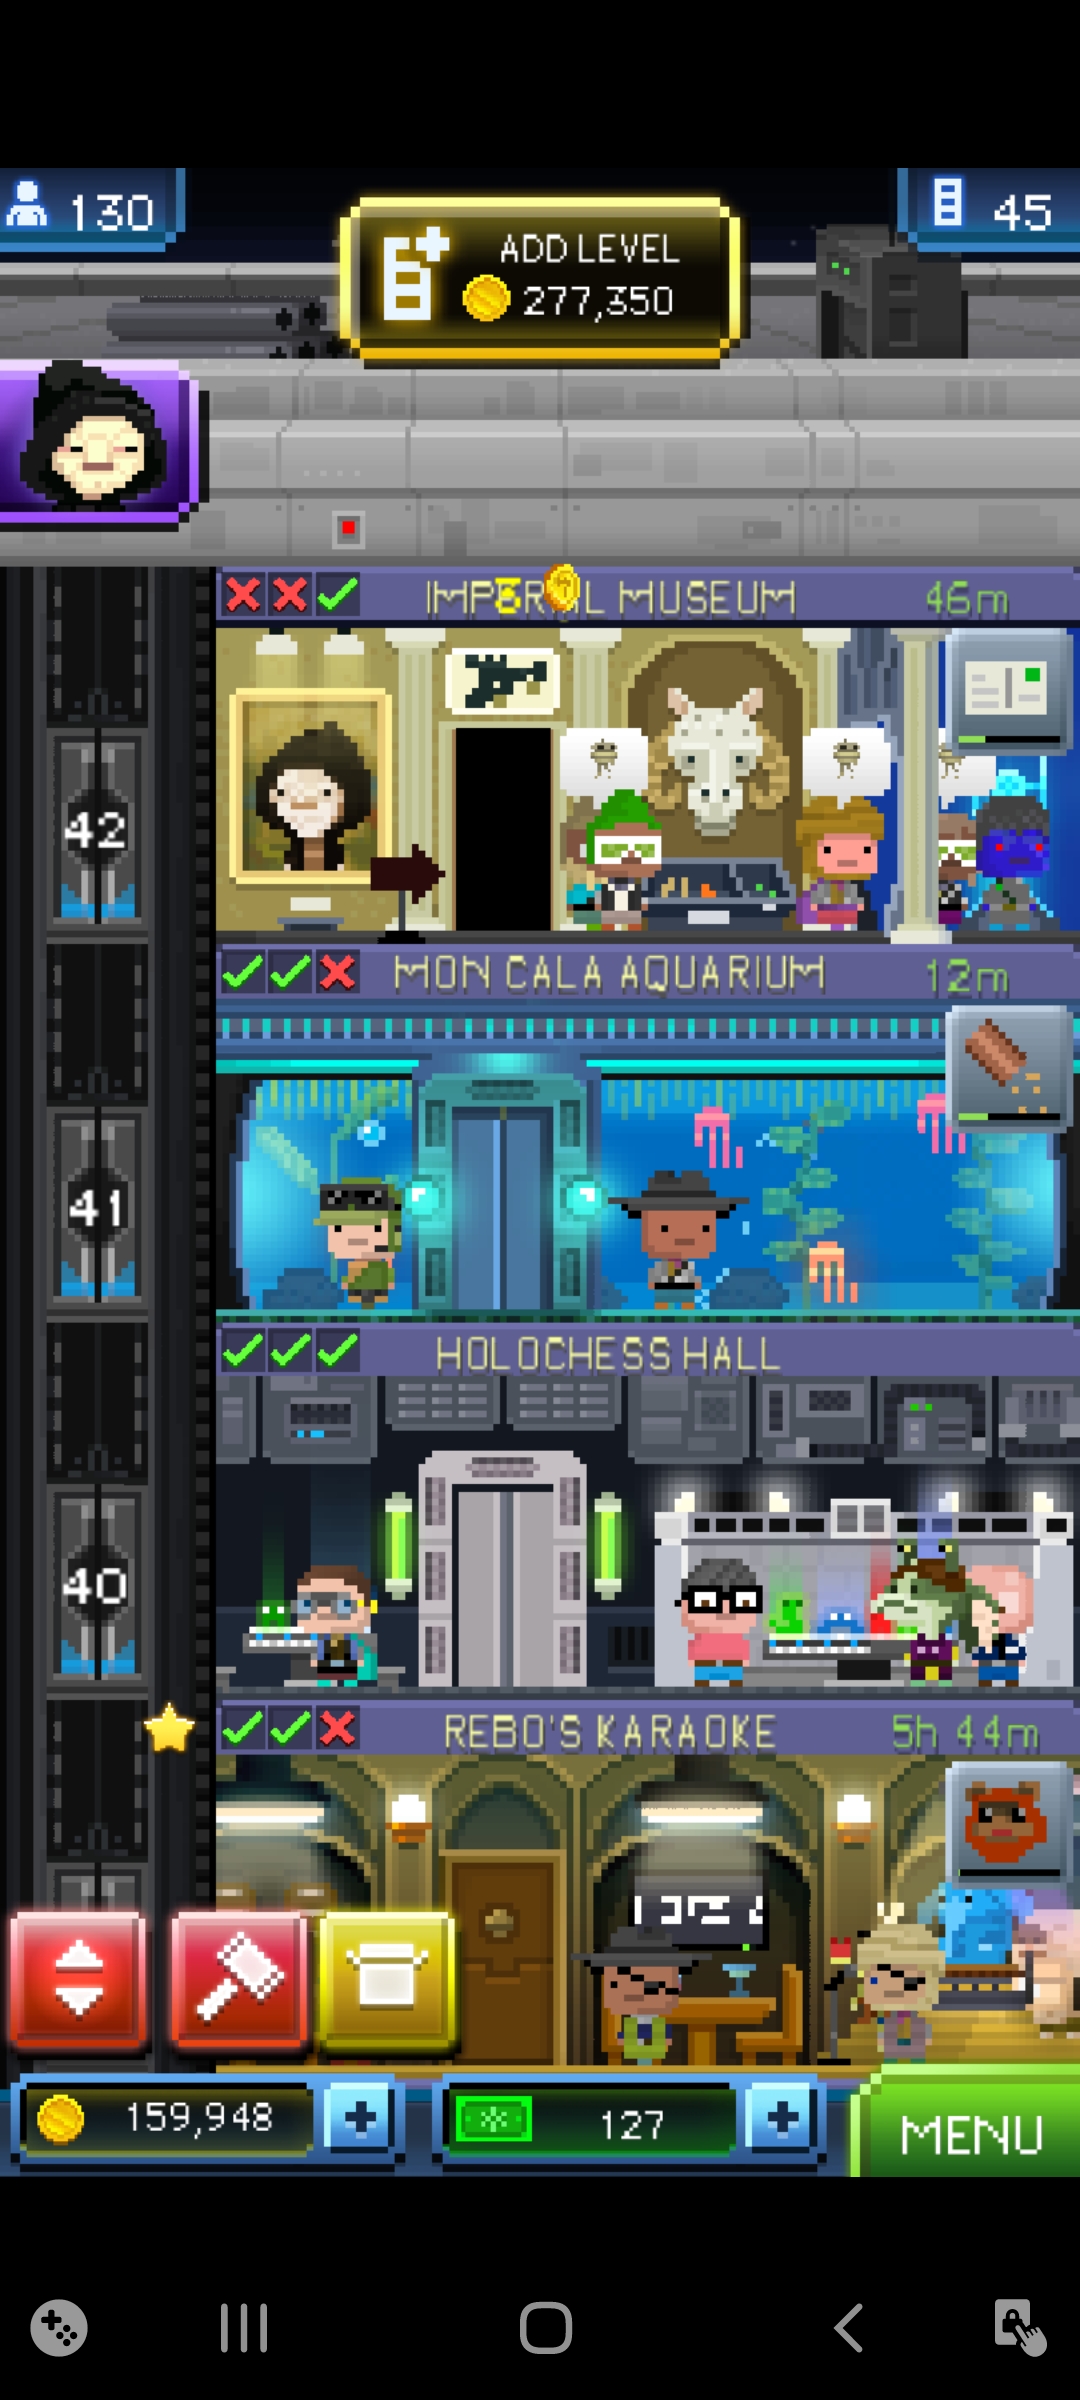 130
ADD LEVEL
277,350
45
IMPERIAL MUSEUM
46m
42
MON CALA AQUARIUM
12m
41
HOLOCHESS HALL
40
REBO'S KARAOKE
5h 44m
159,948
127
MENU